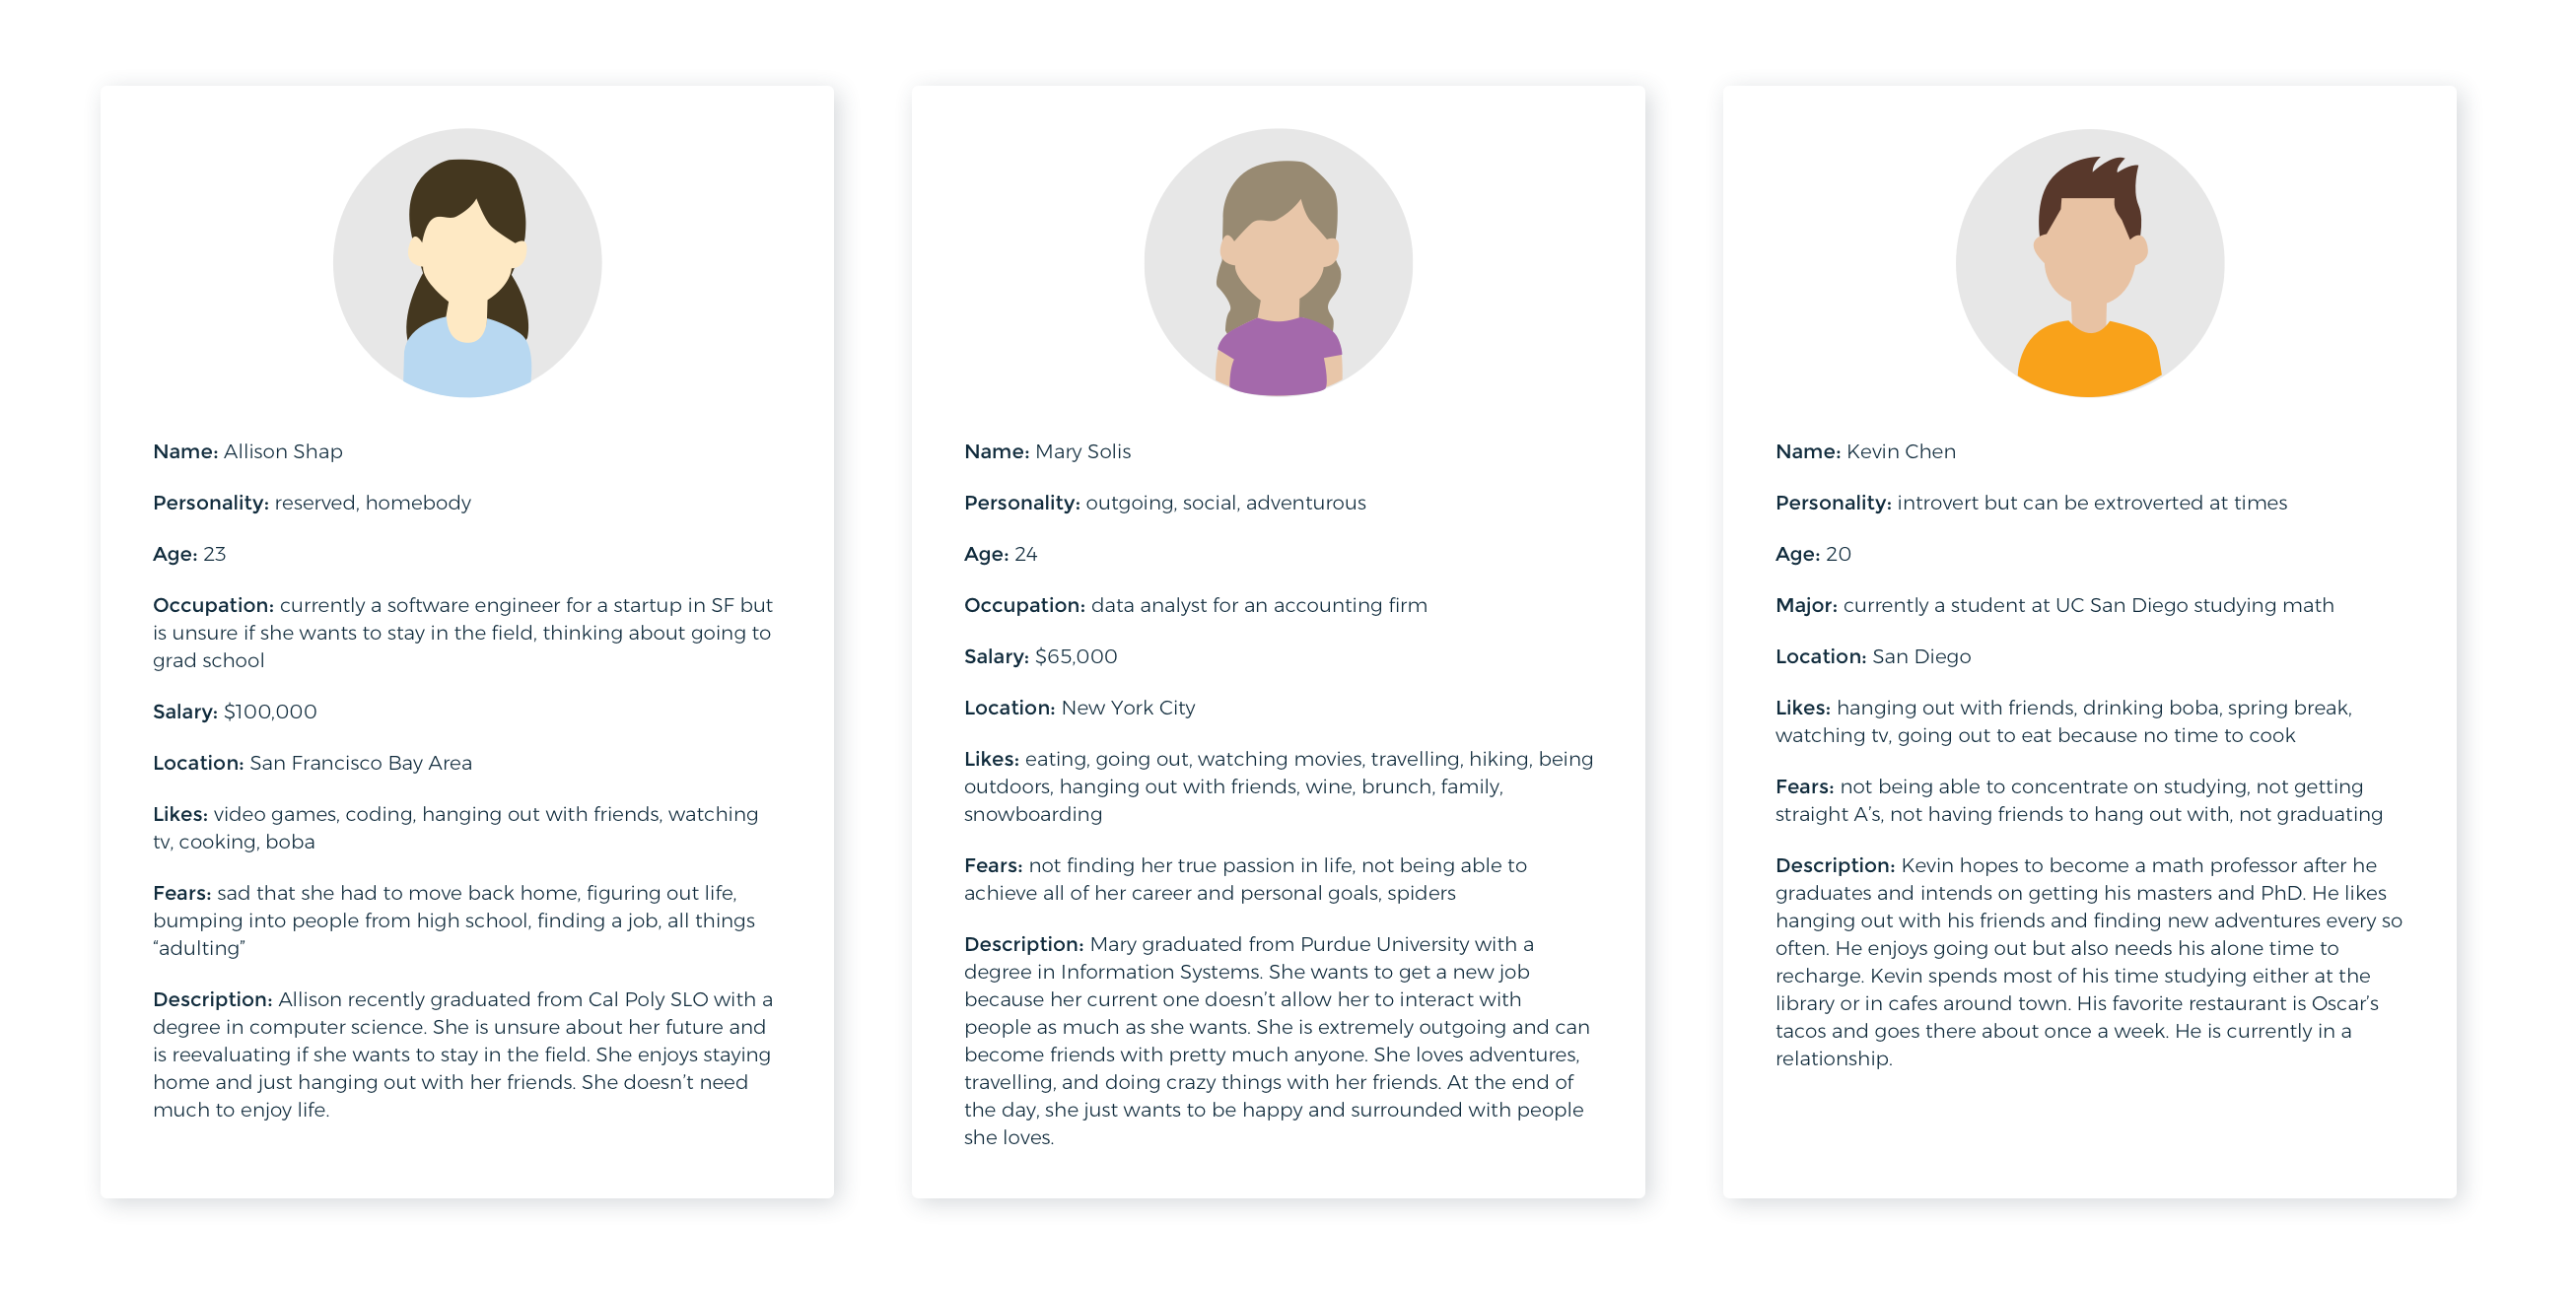 Name: Allison Shap
Personality: reserved, homebody
Age: 23
Occupation: currently a software engineer for a startup in SF but
is unsure if she wants to stay in the field, thinking about going to
grad school
Salary: $100,000
Location: San Francisco Bay Area
Likes: video games, coding, hanging out with friends, watching
tv, cooking, boba
Fears: sad that she had to move back home, figuring out life,
bumping into people from high school, finding a job, all things
“adulting”
Description: Allison recently graduated from Cal Poly SLO with a
degree in computer science. She is unsure about her future and
is reevaluating if she wants to stay in the field. She enjoys staying
home and just hanging out with her friends. She doesn’t need
much to enjoy life.
Name: Mary Solis
Personality: outgoing, social, adventurous
Age: 24
Occupation: data analyst for an accounting firm
Salary: $65,000
Location: New York City
Likes: eating, going out, watching movies, travelling, hiking, being
outdoors, hanging out with friends, wine, brunch, family,
snowboarding
Fears: not finding her true passion in life, not being able to
achieve all of her career and personal goals, spiders
Description: Mary graduated from Purdue University with a
degree in Information Systems. She wants to get a new job
because her current one doesn’t allow her to interact with
people as much as she wants. She is extremely outgoing and can
become friends with pretty much anyone. She loves adventures,
travelling, and doing crazy things with her friends. At the end of
the day, she just wants to be happy and surrounded with people
she loves.
Name: Kevin Chen
Personality: introvert but can be extroverted at times
Age: 20
Major: currently a student at UC San Diego studying math
Location: San Diego
Likes: hanging out with friends, drinking boba, spring break,
watching tv, going out to eat because no time to cook
Fears: not being able to concentrate on studying, not getting
straight A’s, not having friends to hang out with, not graduating
Description: Kevin hopes to become a math professor after he
graduates and intends on getting his masters and PhD. He likes
hanging out with his friends and finding new adventures every so
often. He enjoys going out but also needs his alone time to
recharge. Kevin spends most of his time studying either at the
library or in cafes around town. His favorite restaurant is Oscar’s
tacos and goes there about once a week. He is currently in a
relationship.